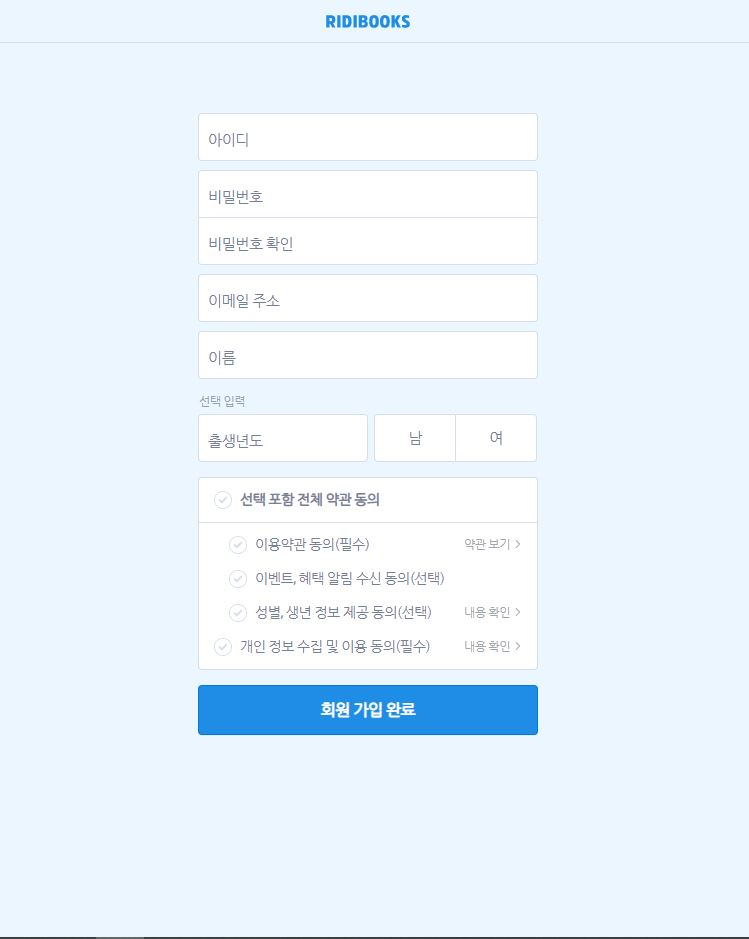 RIDIBOOKS
아이디
비밀번호
비밀번호 확인
이메일 주소
이름
선택 입력
출생년도
남
여
선택 포함 전체 약관 동의
이용약관 동의(필수)
약관 보기
이벤트, 혜택 알림 수신 동의(선택)
성별, 생년 정보 제공 동의(선택)
내용 확인
개인 정보 수집 및 이용 동의(필수)
내용 확인
회원 가입 완료